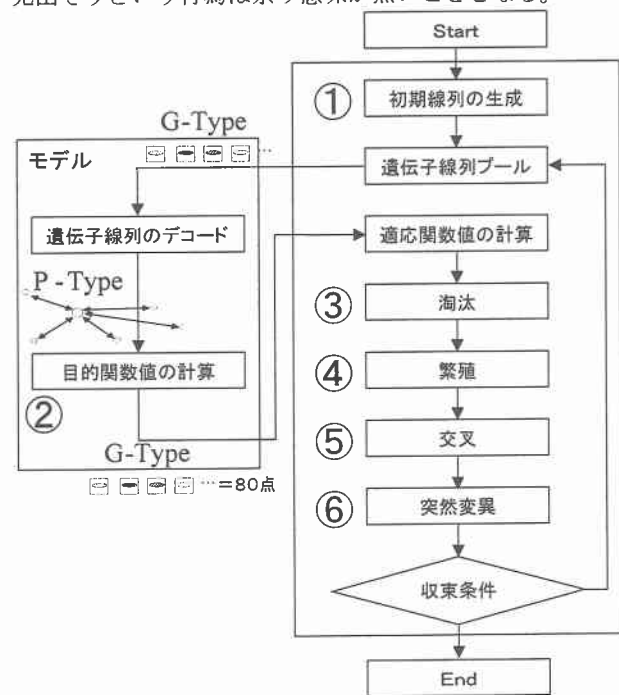 Start
① 初期線列の生成
G-Type
モデル
…
遺伝子線列プール
遺伝子線列のデコード
適応関数値の計算
P - Type
③ 淘汰
目的関数値の計算
④ 繁殖
②
⑤ 交叉
G-Type
…=80点
⑥ 突然変異
収束条件
End